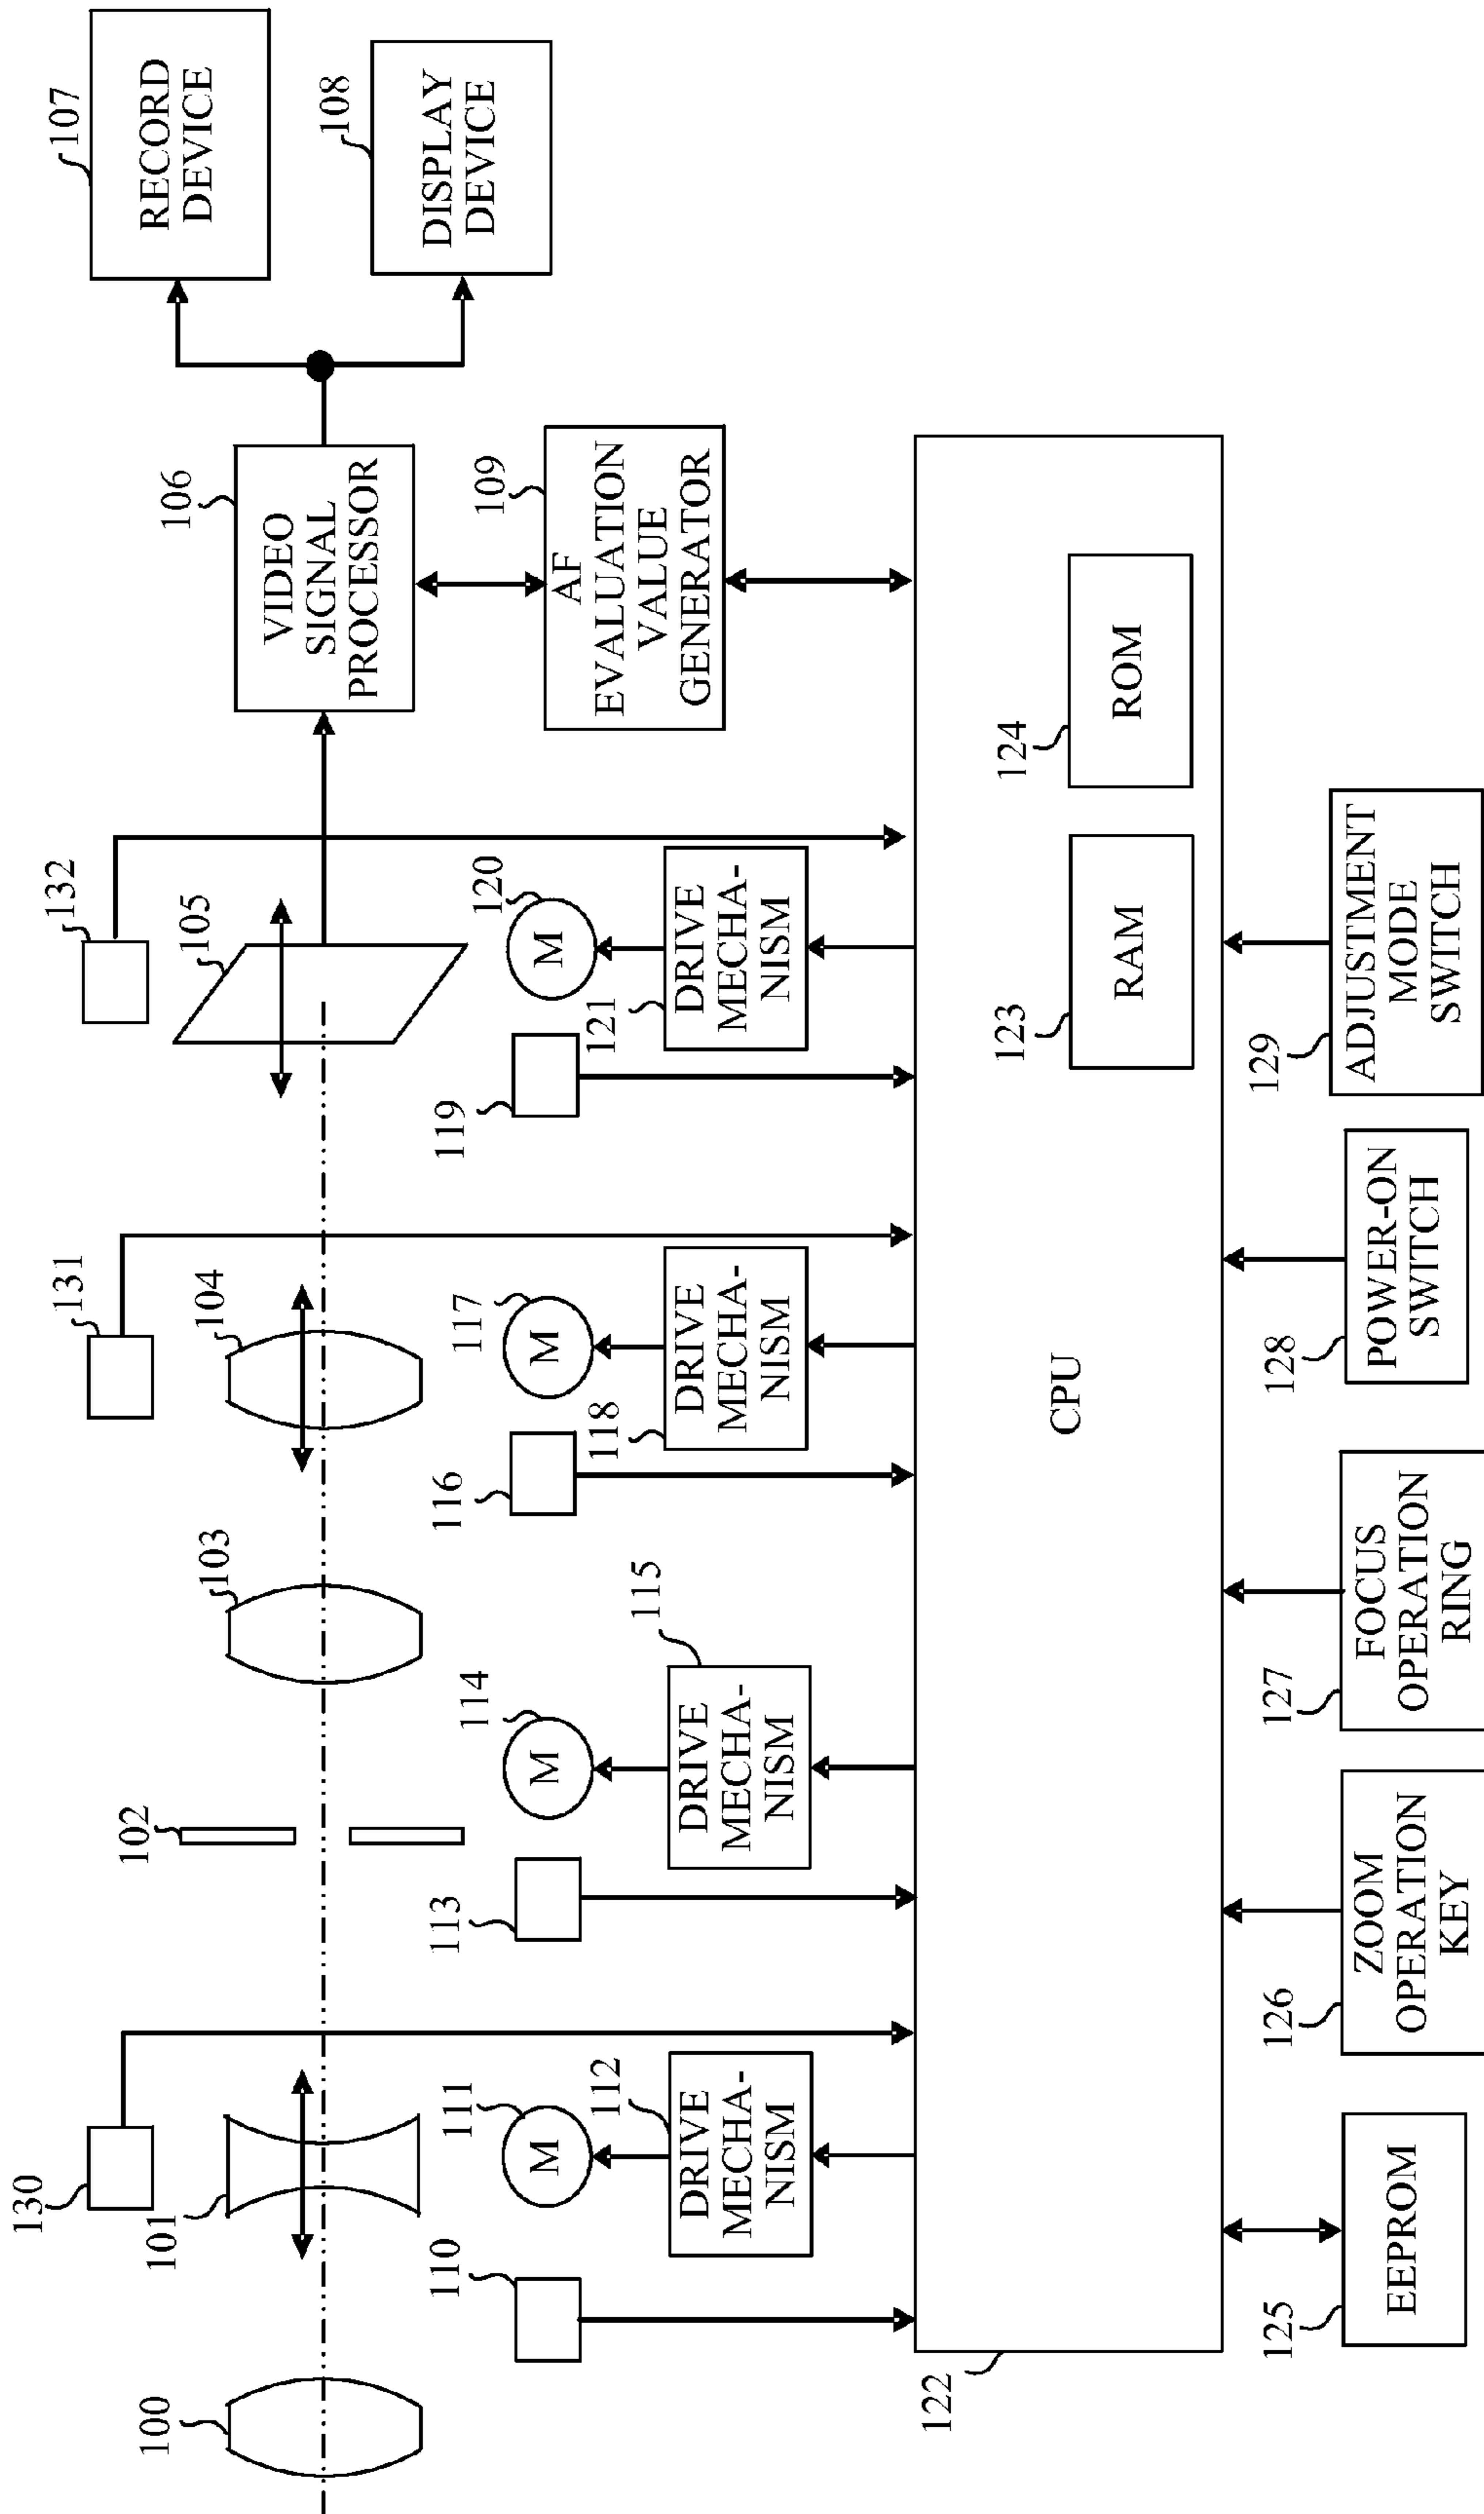 130
131
132
107
RECORD
DEVICE
100
101
102
103
104
105
106
VIDEO
SIGNAL
PROCESSOR
108
DISPLAY
DEVICE
110
111
M
112
DRIVE
MECHA-
NISM
113
114
M
115
DRIVE
MECHA-
NISM
116
117
M
118
DRIVE
MECHA-
NISM
119
120
M
121
DRIVE
MECHA-
NISM
109
AF
EVALUATION
VALUE
GENERATOR
122
CPU
123
RAM
124
ROM
125
EEPROM
126
ZOOM
OPERATION
KEY
127
FOCUS
OPERATION
RING
128
POWER-ON
SWITCH
129
ADJUSTMENT
MODE
SWITCH